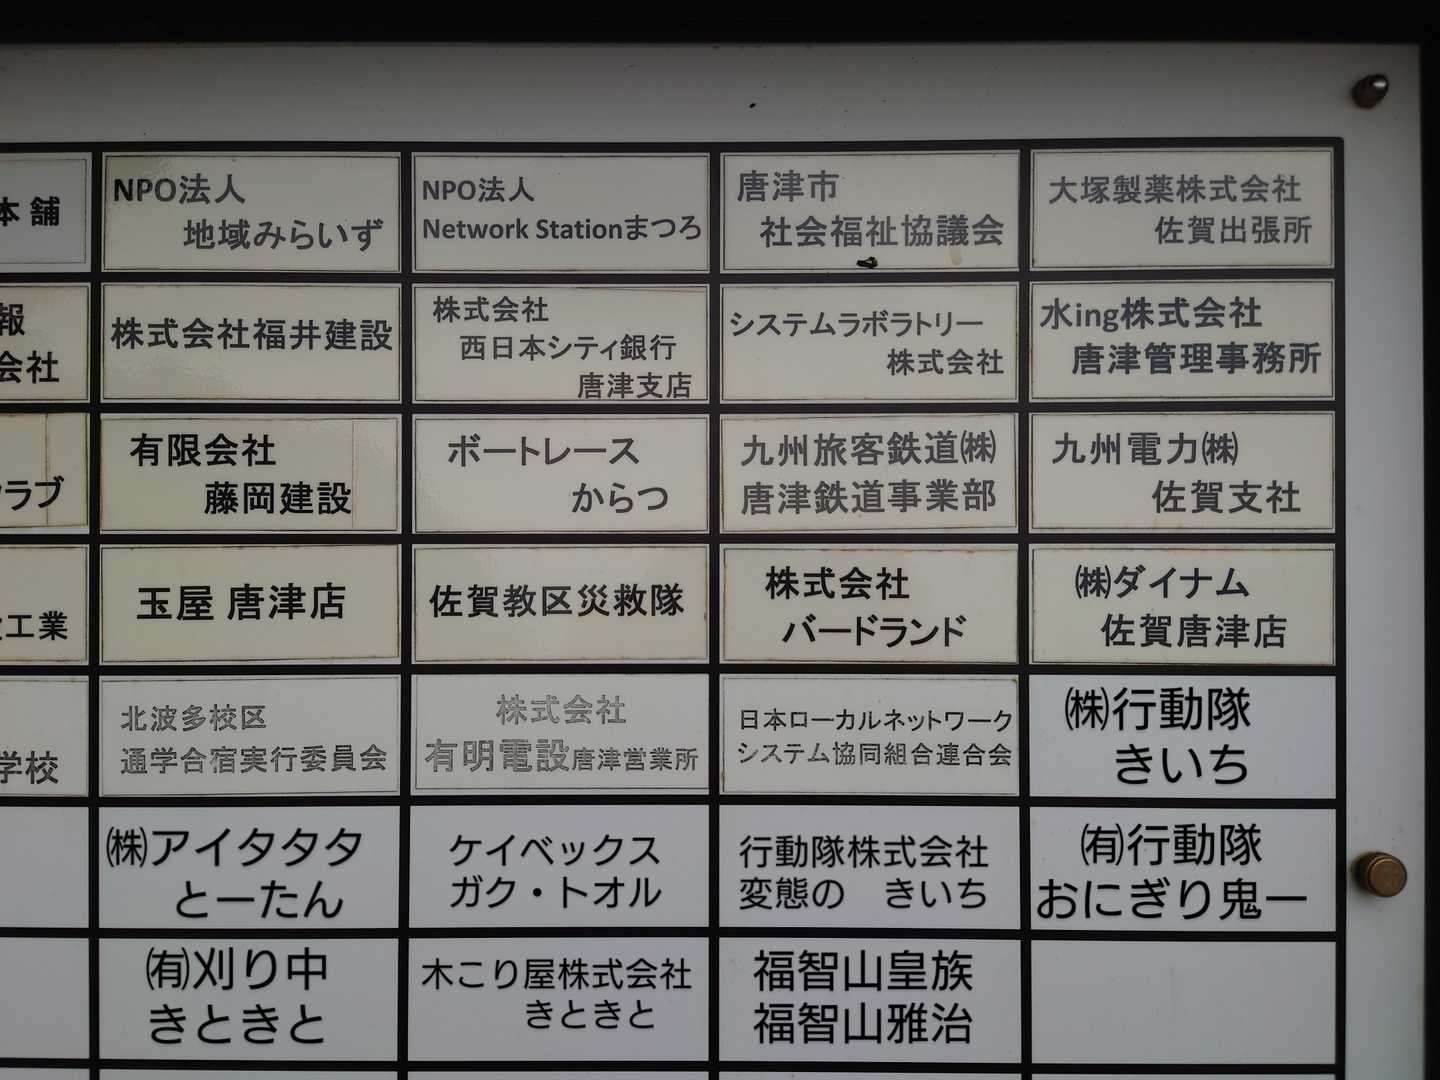 本舗
NPO法人
地域みらいず
NPO法人
Network Stationまつろ
唐津市
社会福祉協議会
大塚製薬株式会社
佐賀出張所
報
会社
株式会社福井建設
株式会社
西日本シティ銀行
唐津支店
システムラボラトリー
株式会社
水ing株式会社
唐津管理事務所
ラブ
有限会社
藤岡建設
ボートレース
からつ
九州旅客鉄道㈱
唐津鉄道事業部
九州電力㈱
佐賀支社
工業
玉屋 唐津店
佐賀教区災救隊
株式会社
バードランド
㈱ダイナム
佐賀唐津店
学校
北波多校区
通学合宿実行委員会
株式会社
有明電設唐津営業所
日本ローカルネットワーク
システム協同組合連合会
㈱行動隊
きいち
㈱アイタタタ
とーたん
ケイベックス
ガク・トオル
行動隊株式会社
変態の きいち
㈲行動隊
おにぎり鬼一
㈲刈り中
きときと
木こり屋株式会社
きときと
福智山皇族
福智山雅治